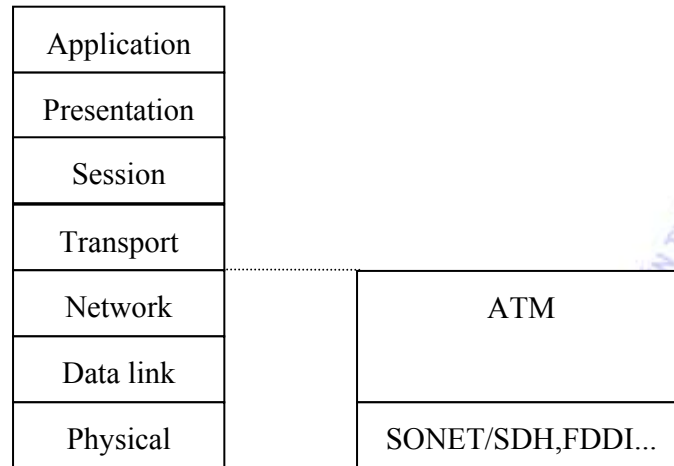 Application
Presentation
Session
Transport
Network
ATM
Data link
Physical
SONET/SDH,FDDI...